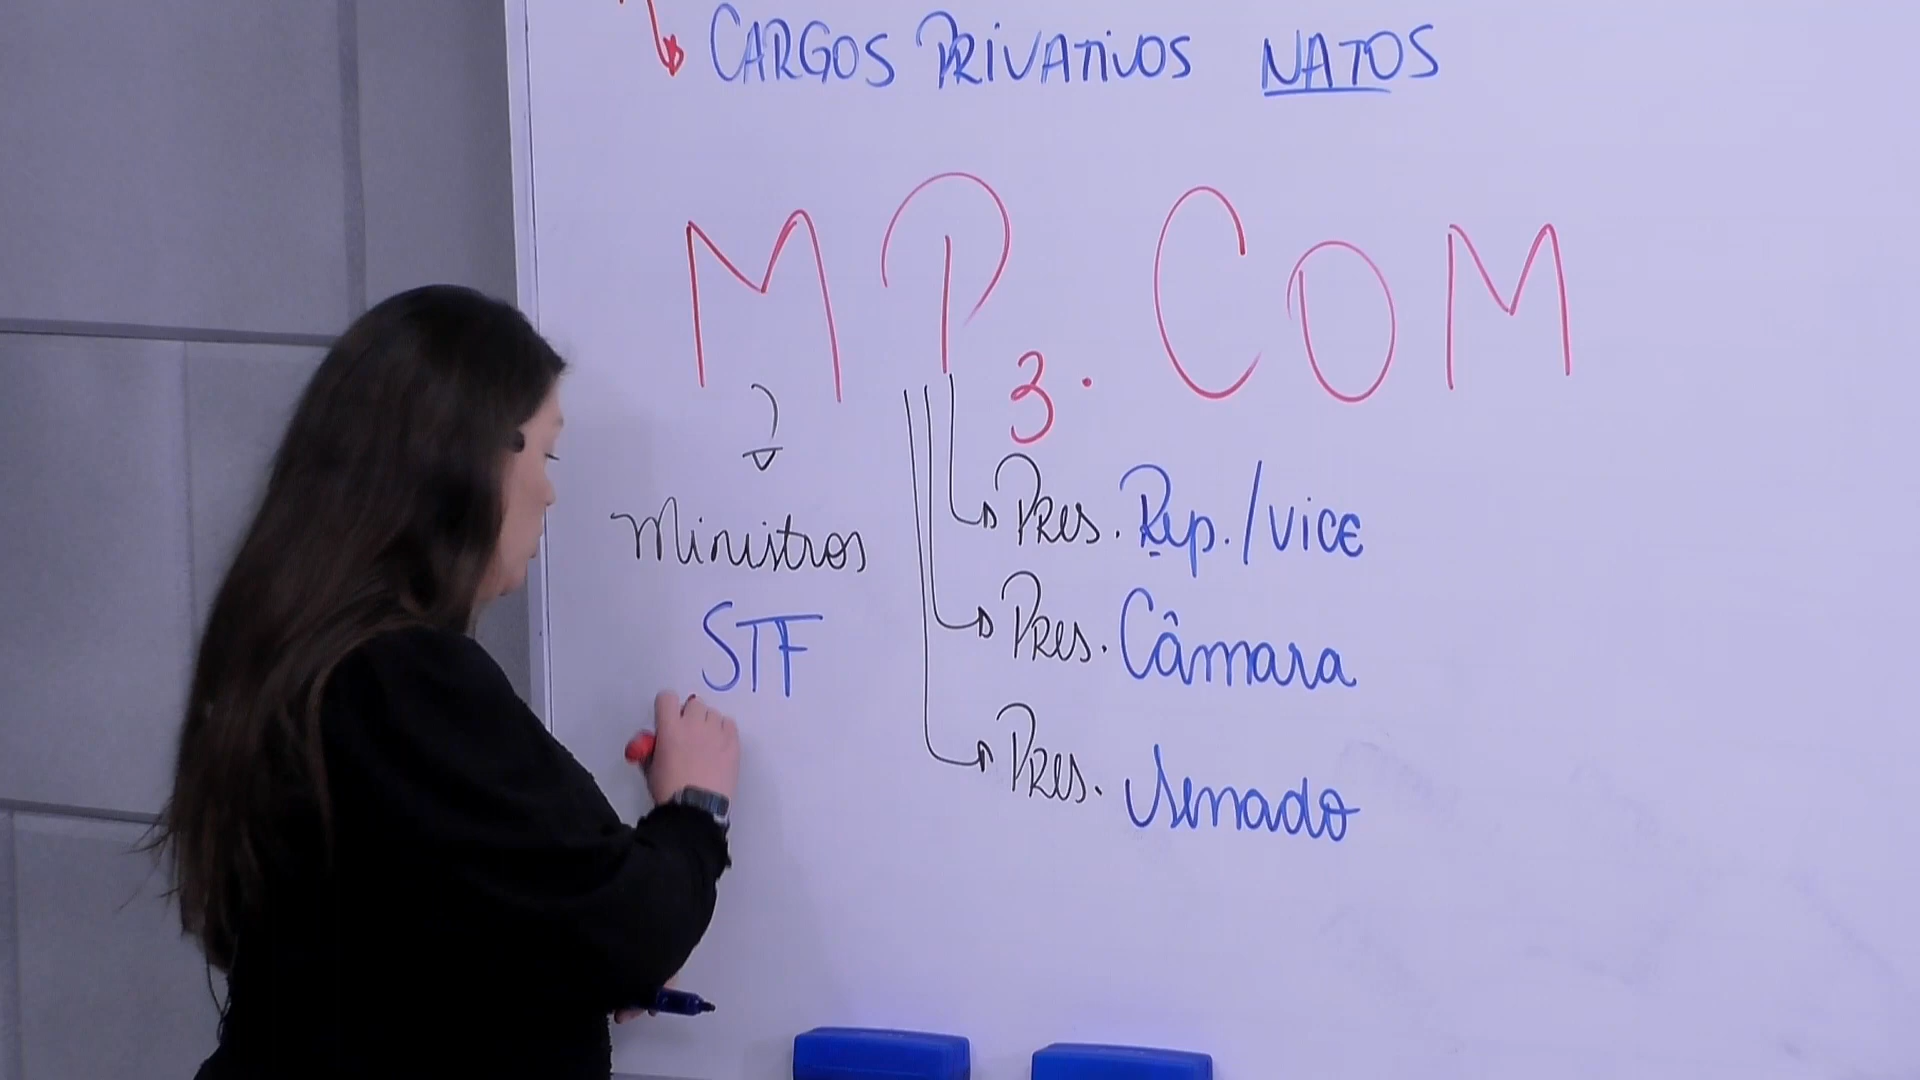 CARGOS PRIVATIVOS NATOS
MP3.COM
Ministros
STF
Pres. Rep./vice
Pres. Câmara
Pres. Senado